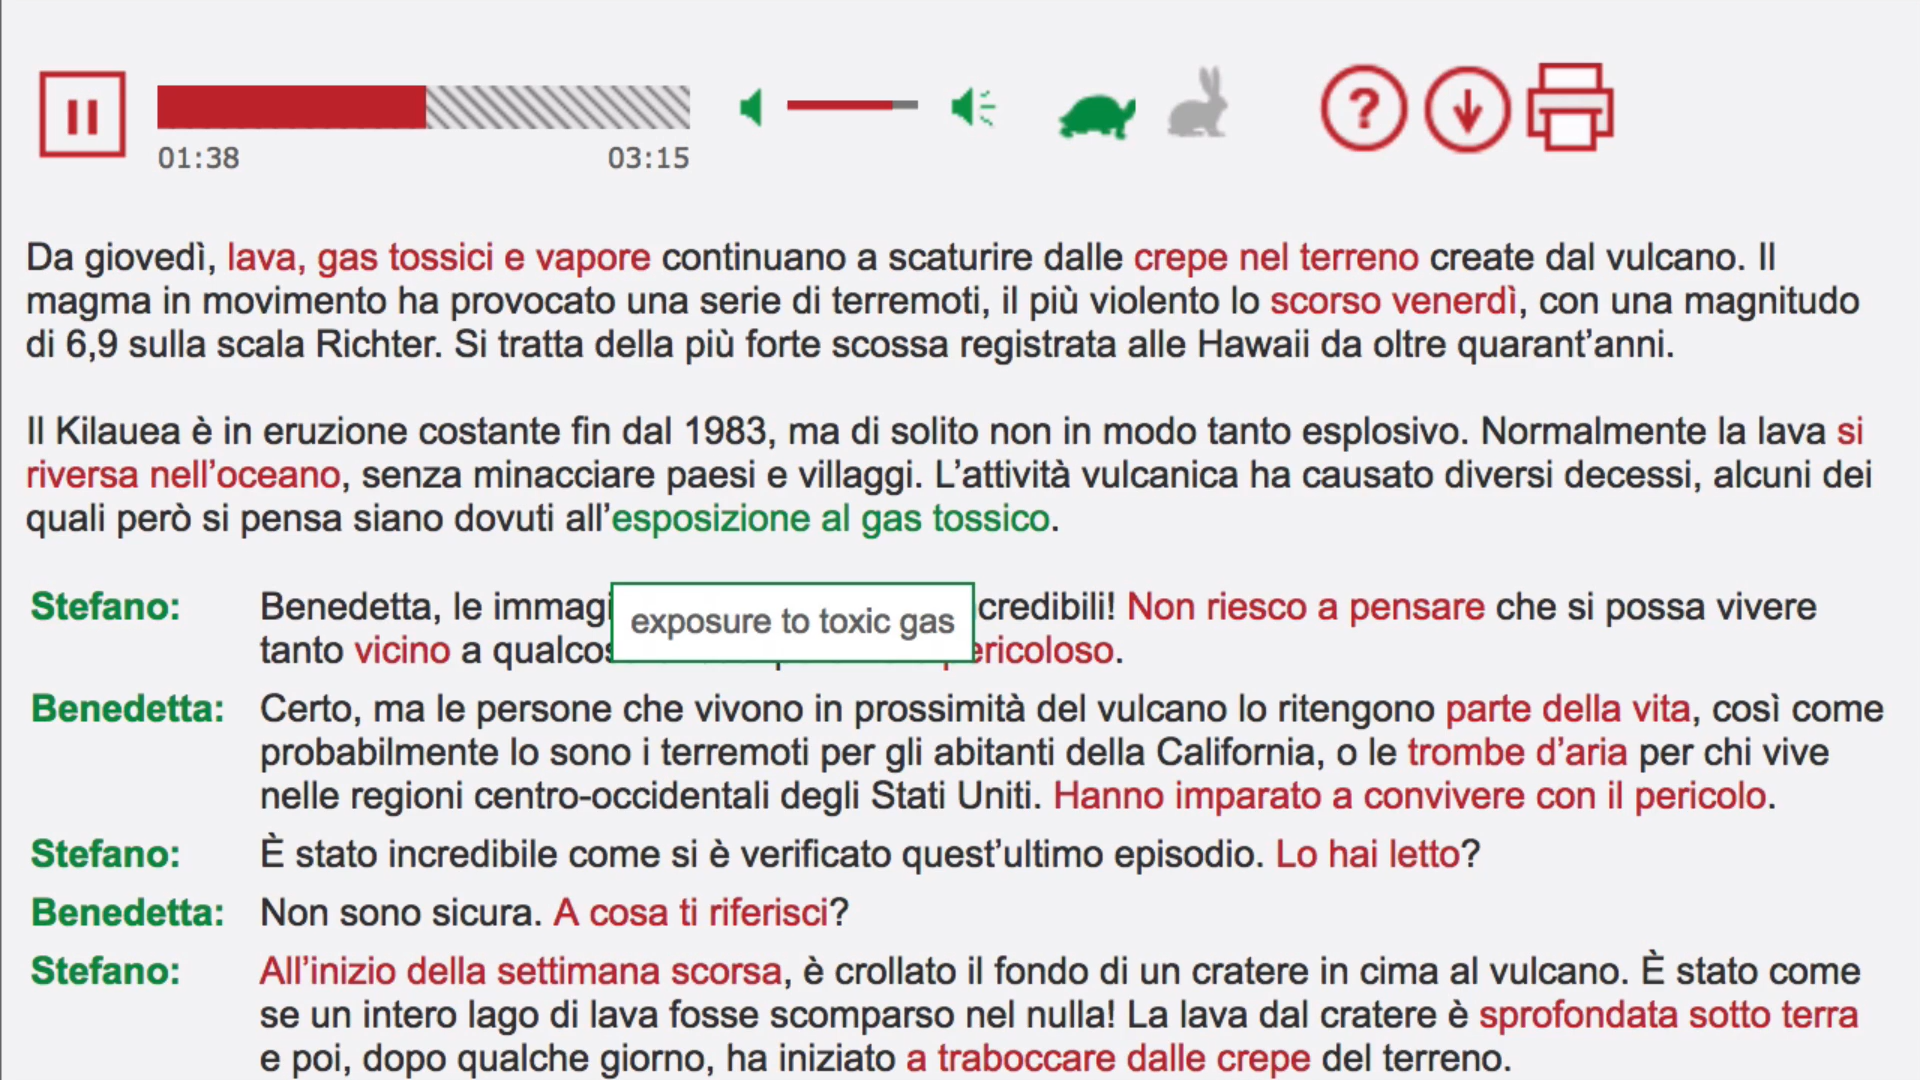 01:38 03:15
?
Da giovedì, lava, gas tossici e vapore continuano a scaturire dalle crepe nel terreno create dal vulcano. Il
magma in movimento ha provocato una serie di terremoti, il più violento lo scorso venerdì, con una magnitudo
di 6,9 sulla scala Richter. Si tratta della più forte scossa registrata alle Hawaii da oltre quarant’anni.
Il Kilauea è in eruzione costante fin dal 1983, ma di solito non in modo tanto esplosivo. Normalmente la lava si
riversa nell’oceano, senza minacciare paesi e villaggi. L’attività vulcanica ha causato diversi decessi, alcuni dei
quali però si pensa siano dovuti all’esposizione al gas tossico.
exposure to toxic gas
Stefano: Benedetta, le immagi credibili! Non riesco a pensare che si possa vivere
tanto vicino a qualcos ericoloso.
Benedetta: Certo, ma le persone che vivono in prossimità del vulcano lo ritengono parte della vita, così come
probabilmente lo sono i terremoti per gli abitanti della California, o le trombe d’aria per chi vive
nelle regioni centro-occidentali degli Stati Uniti. Hanno imparato a convivere con il pericolo.
Stefano: È stato incredibile come si è verificato quest’ultimo episodio. Lo hai letto?
Benedetta: Non sono sicura. A cosa ti riferisci?
Stefano: All’inizio della settimana scorsa, è crollato il fondo di un cratere in cima al vulcano. È stato come
se un intero lago di lava fosse scomparso nel nulla! La lava dal cratere è sprofondata sotto terra
e poi, dopo qualche giorno, ha iniziato a traboccare dalle crepe del terreno.